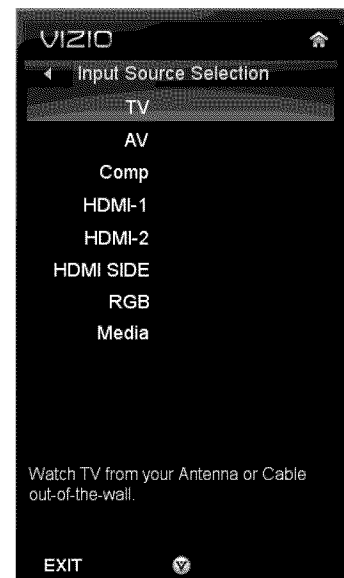 VIZIO
Input Source Selection
TV
AV
Comp
HDMI-1
HDMI-2
HDMI SIDE
RGB
Media
Watch TV from your Antenna or Cable
out-of-the-wall.
EXIT
V